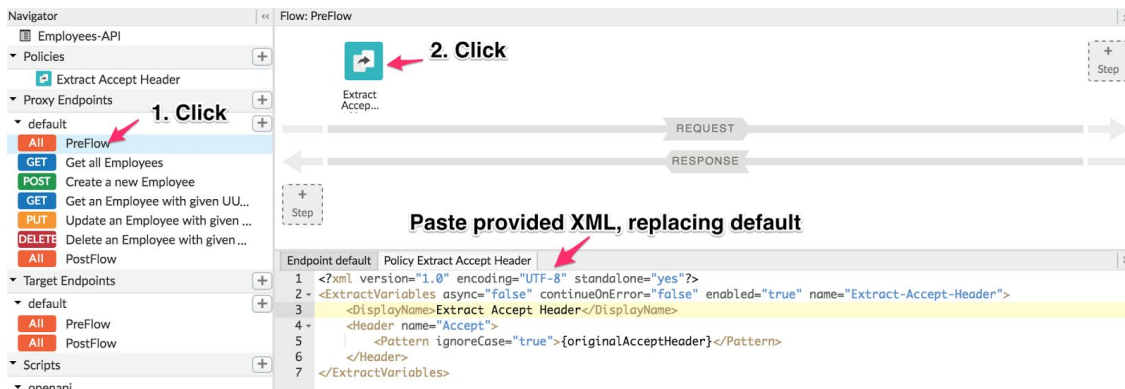 Navigator
Employees-API
Policies
Extract Accept Header
Proxy Endpoints
default
All PreFlow
GET Get all Employees
POST Create a new Employee
GET Get an Employee with given UU...
PUT Update an Employee with given ...
DELETE Delete an Employee with given ...
All PostFlow
Target Endpoints
default
All PreFlow
All PostFlow
Scripts
openapi
1. Click
Flow: PreFlow
2. Click
Extract
Accep...
+
Step
REQUEST
RESPONSE
+
Step
Paste provided XML, replacing default
Endpoint default Policy Extract Accept Header
1 <?xml version="1.0" encoding="UTF-8" standalone="yes"?>
2 <ExtractVariables async="false" continueOnError="false" enabled="true" name="Extract-Accept-Header">
3 <DisplayName>Extract Accept Header</DisplayName>
4 <Header name="Accept">
5 <Pattern ignoreCase="true">{originalAcceptHeader}</Pattern>
6 </Header>
7 </ExtractVariables>